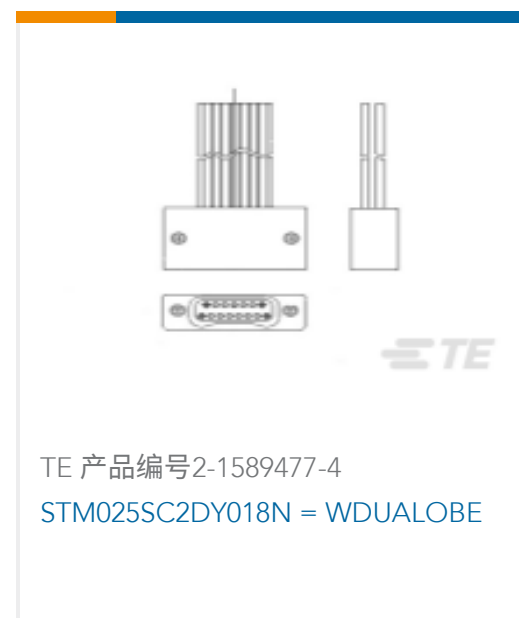 TE
TE 产品编号2-1589477-4
STM025SC2DY018N = WDUALOBE